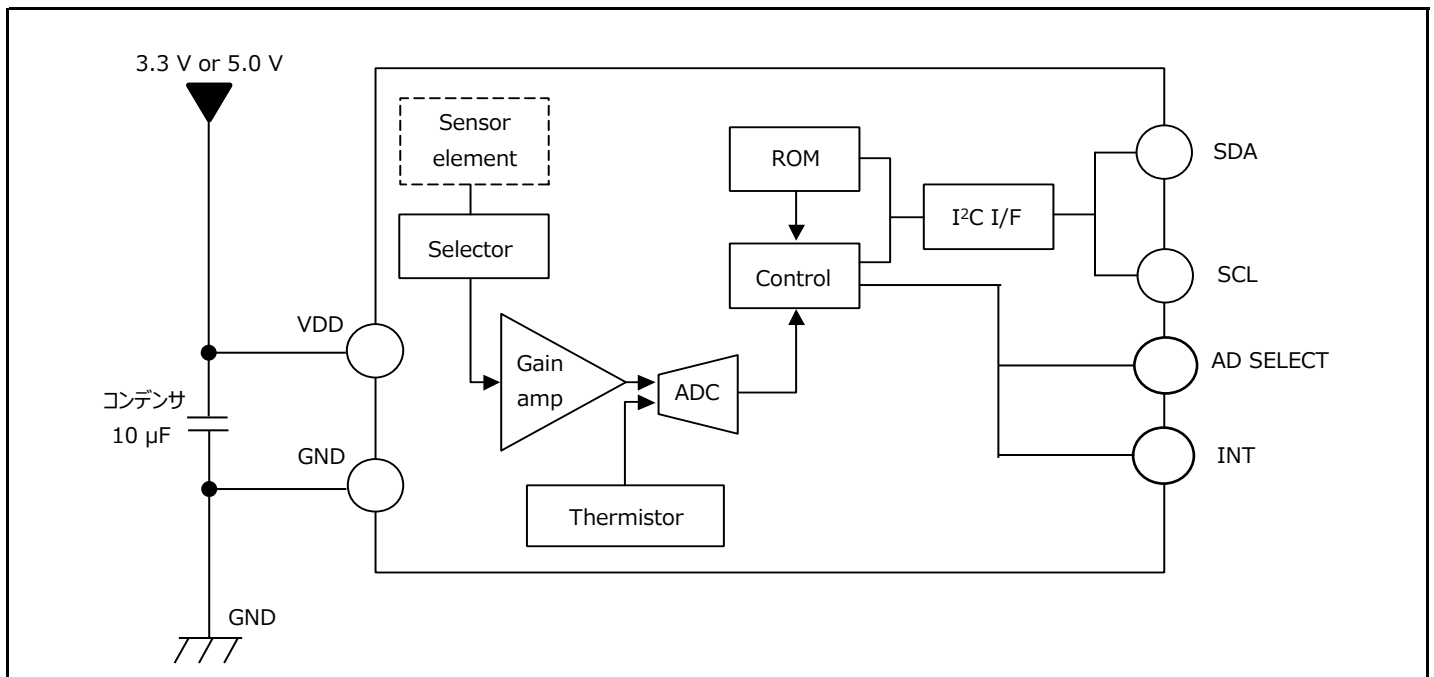 3.3 V or 5.0 V
Sensor
element
Selector
ROM
Control
I²C I/F
SDA
SCL
AD SELECT
INT
VDD
GND
Gain
amp
ADC
Thermistor
コンデンサ
10 μF
GND